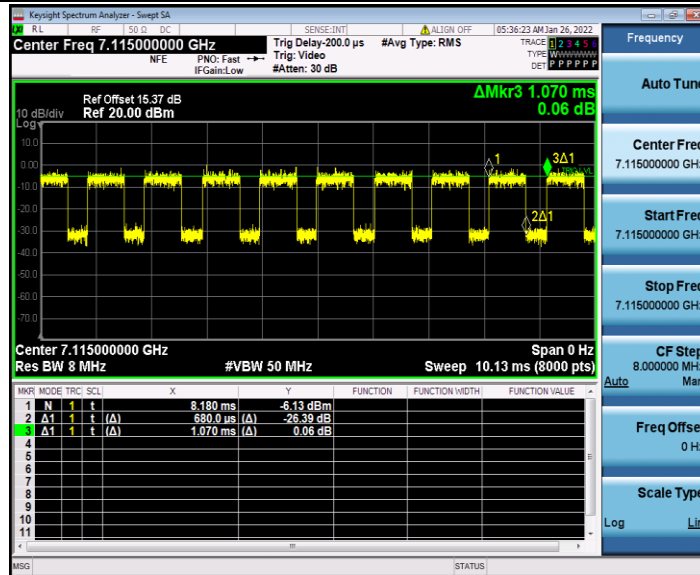 Keysight Spectrum Analyzer - Swept SA
RL RF 50 Ω DC SENSE:INT ALIGN OFF 05:36:23 AM Jan 26, 2022
Center Freq 7.115000000 GHz
NFE PNO: Fast IFGain:Low
Trig Delay-200.0 µs Trig: Video #Atten: 30 dB
#Avg Type: RMS
TRACE 1 2 3 4 5 6
TYPE WWWWWW
DET P P P P P P
Ref Offset 15.37 dB
10 dB/div Ref 20.00 dBm
Log
ΔMkr3 1.070 ms
0.06 dB
10.0
0.00
-10.0
-20.0
-30.0
-40.0
-50.0
-60.0
-70.0
1
3Δ1
2Δ1
Center 7.115000000 GHz Span 0 Hz
Res BW 8 MHz #VBW 50 MHz Sweep 10.13 ms (8000 pts)
MKR MODE TRC SCL X Y FUNCTION FUNCTION WIDTH FUNCTION VALUE
1 N 1 t 8.180 ms -6.13 dBm
2 Δ1 1 t (Δ) 680.0 µs (Δ) -26.39 dB
3 Δ1 1 t (Δ) 1.070 ms (Δ) 0.06 dB
4
5
6
7
8
9
10
11
MSG STATUS
Frequency
Auto Tune
Center Freq
7.115000000 GHz
Start Freq
7.115000000 GHz
Stop Freq
7.115000000 GHz
CF Step
8.000000 MHz
Auto Man
Freq Offset
0 Hz
Scale Type
Log Lin